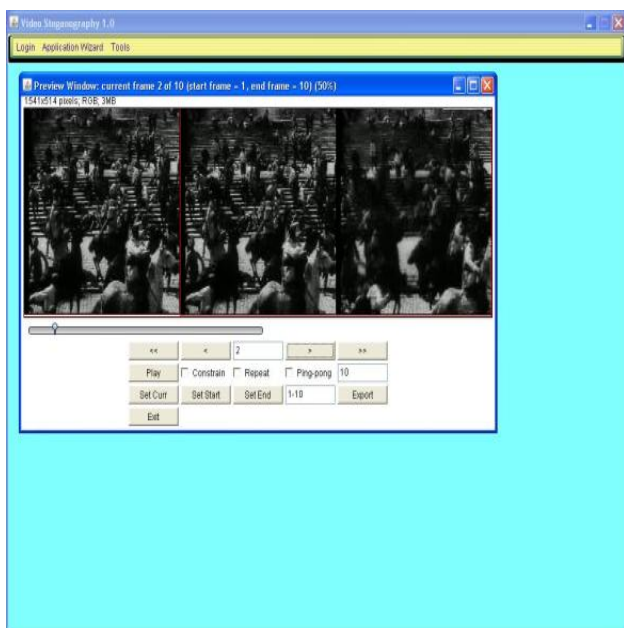 Video Steganography 1.0
Login Application Wizard Tools
Preview Window: current frame 2 of 10 (start frame = 1, end frame = 10) (50%)
1541x514 pixels; RGB; 3MB
<< < 2 > >>
Play Constrain Repeat Ping-pong 10
Set Curr Set Start Set End 1-10 Export
Exit